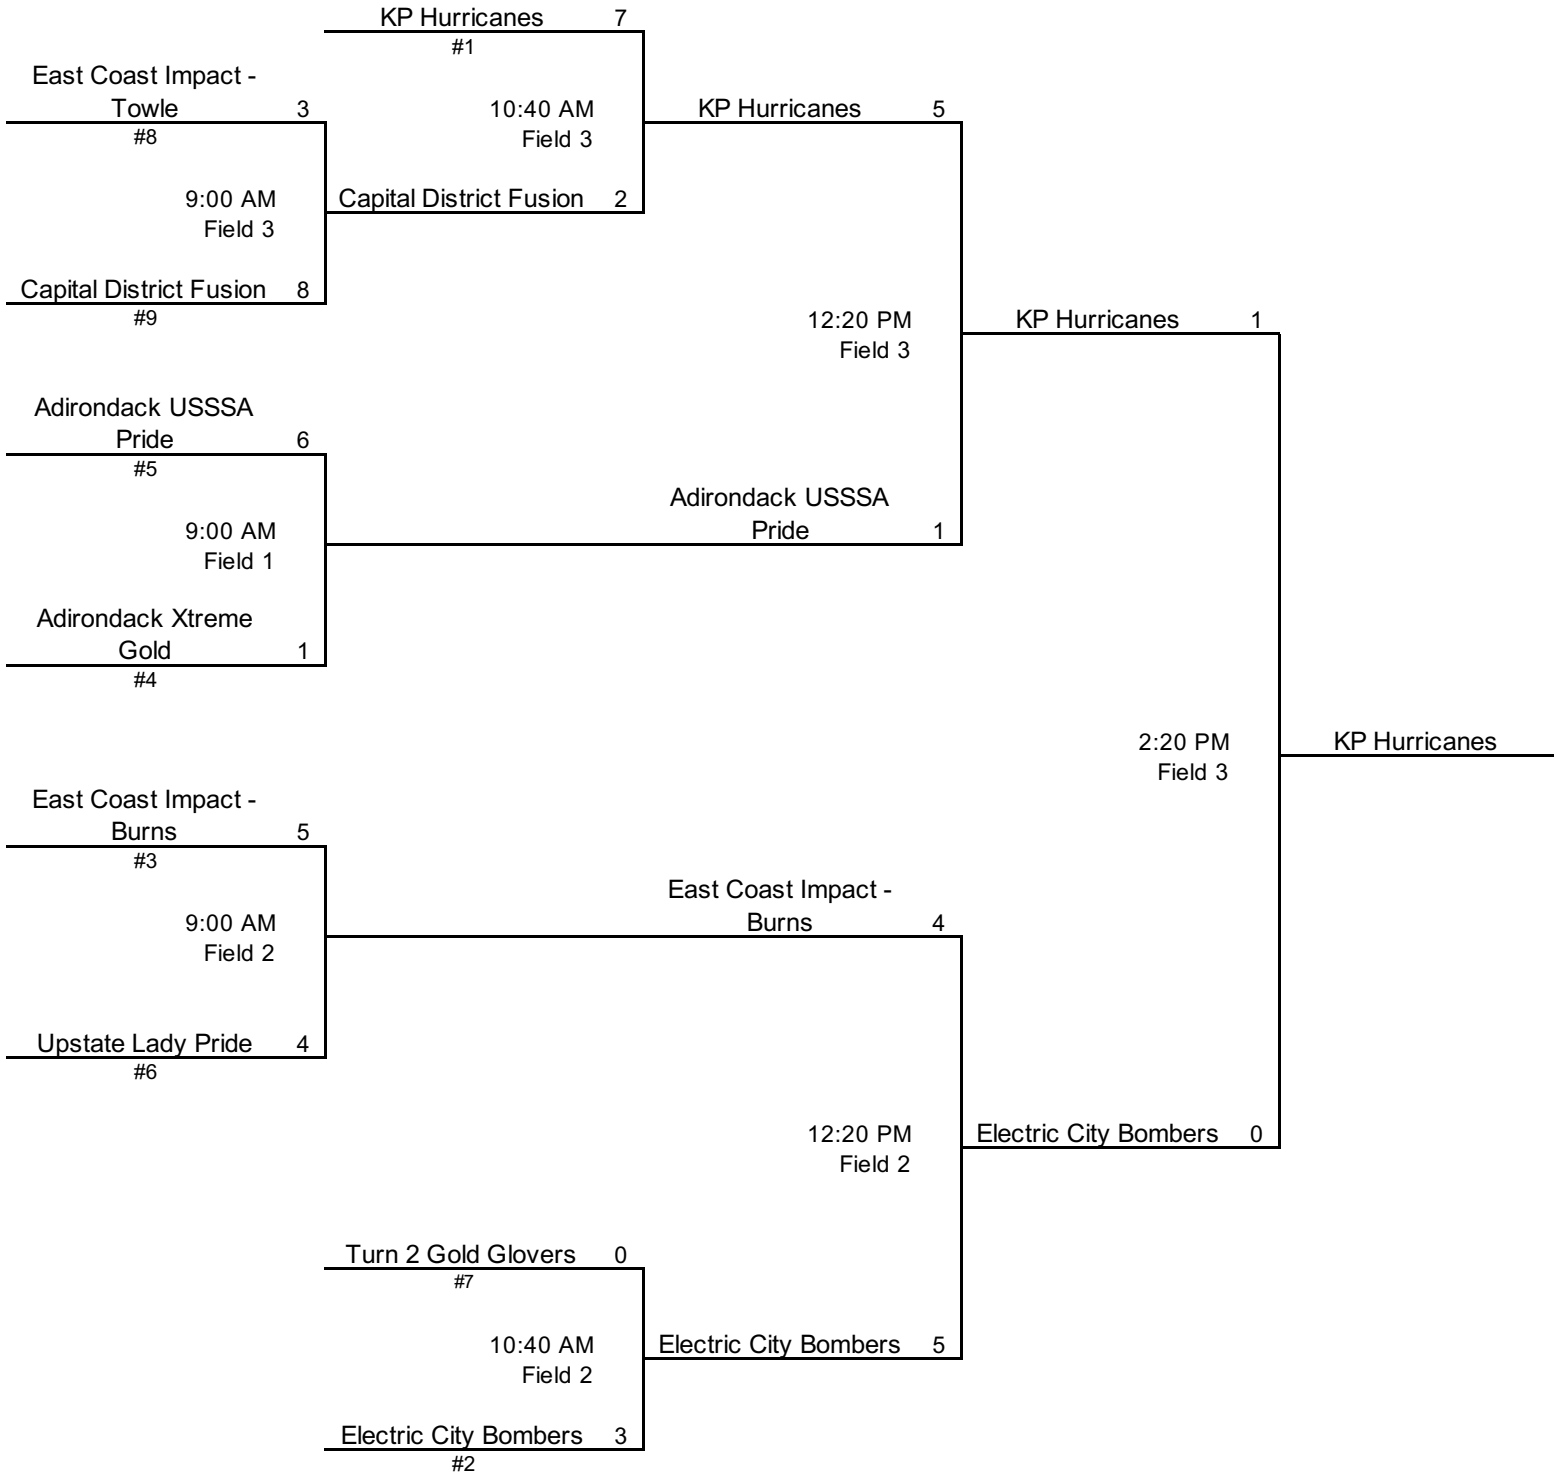 KP Hurricanes 7
#1
East Coast Impact -
Towle 3
#8
10:40 AM
Field 3
KP Hurricanes 5
9:00 AM
Field 3
Capital District Fusion 2
Capital District Fusion 8
#9
12:20 PM
Field 3
KP Hurricanes 1
Adirondack USSSA
Pride 6
#5
Adirondack USSSA
Pride 1
9:00 AM
Field 1
Adirondack Xtreme
Gold 1
#4
2:20 PM
Field 3
KP Hurricanes
East Coast Impact -
Burns 5
#3
East Coast Impact -
Burns 4
9:00 AM
Field 2
Upstate Lady Pride 4
#6
12:20 PM
Field 2
Electric City Bombers 0
Turn 2 Gold Glovers 0
#7
10:40 AM
Field 2
Electric City Bombers 5
Electric City Bombers 3
#2